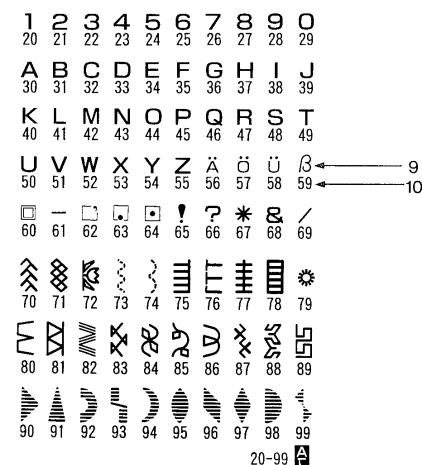 1 2 3 4 5 6 7 8 9 0
20 21 22 23 24 25 26 27 28 29
A B C D E F G H I J
30 31 32 33 34 35 36 37 38 39
K L M N O P Q R S T
40 41 42 43 44 45 46 47 48 49
U V W X Y Z Ä Ö Ü ß 9
50 51 52 53 54 55 56 57 58 59 10
— . • ! ? * & /
60 61 62 63 64 65 66 67 68 69
70 71 72 73 74 75 76 77 78 79
80 81 82 83 84 85 86 87 88 89
90 91 92 93 94 95 96 97 98 99
20-99